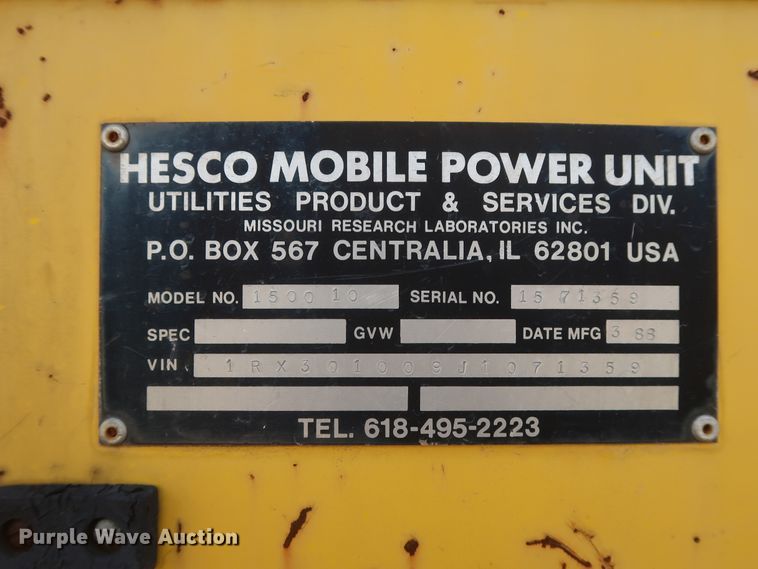 HESCO MOBILE POWER UNIT
UTILITIES PRODUCT & SERVICES DIV.
MISSOURI RESEARCH LABORATORIES INC.
P.O. BOX 567 CENTRALIA, IL 62801 USA
MODEL NO. 1500 10 SERIAL NO. 15 71359
SPEC GVW DATE MFG 3 88
VIN 1RX301009J1071359
TEL. 618-495-2223
Purple Wave Auction